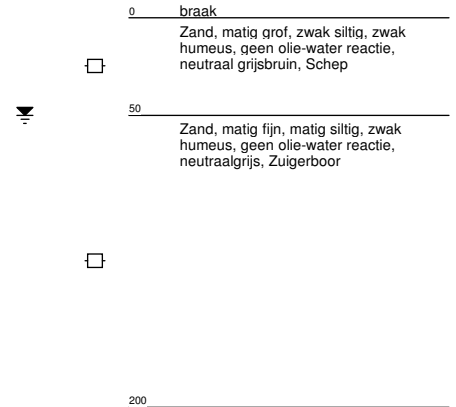 0 braak
Zand, matig grof, zwak siltig, zwak
humeus, geen olie-water reactie,
neutraal grijsbruin, Schep
50
Zand, matig fijn, matig siltig, zwak
humeus, geen olie-water reactie,
neutraalgrijs, Zuigerboor
200